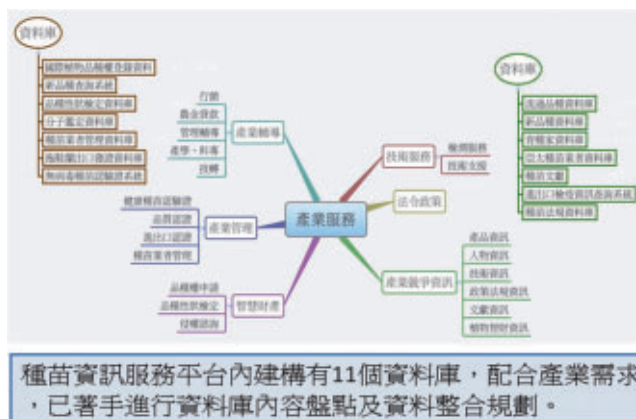 資料庫
國際植物品種權登錄資料
新品種查詢系統
品種性狀檢定資料庫
分子鑑定資料庫
種苗業者管理資料庫
無病毒種苗認驗證系統
行銷
農金貸款
管理輔導
產學、科專
技轉
產業輔導
健康種苗認驗證
品質認證
進出口認證
種苗業者管理
產業管理
品種權申請
品種性狀檢定
侵權諮詢
智慧財產
產業服務
技術服務
檢測服務
技術支援
法令政策
產業競爭資訊
產品資訊
人物資訊
技術資訊
政策法規資訊
文獻資訊
植物智財資訊
資料庫
流通品種資料庫
新品種資料庫
育種家資料庫
亞太種苗業者資料庫
種苗文獻
進出口檢疫資訊查詢系統
種苗法規資料庫
種苗資訊服務平台內建構有11個資料庫，配合產業需求
，已著手進行資料庫內容盤點及資料整合規劃。